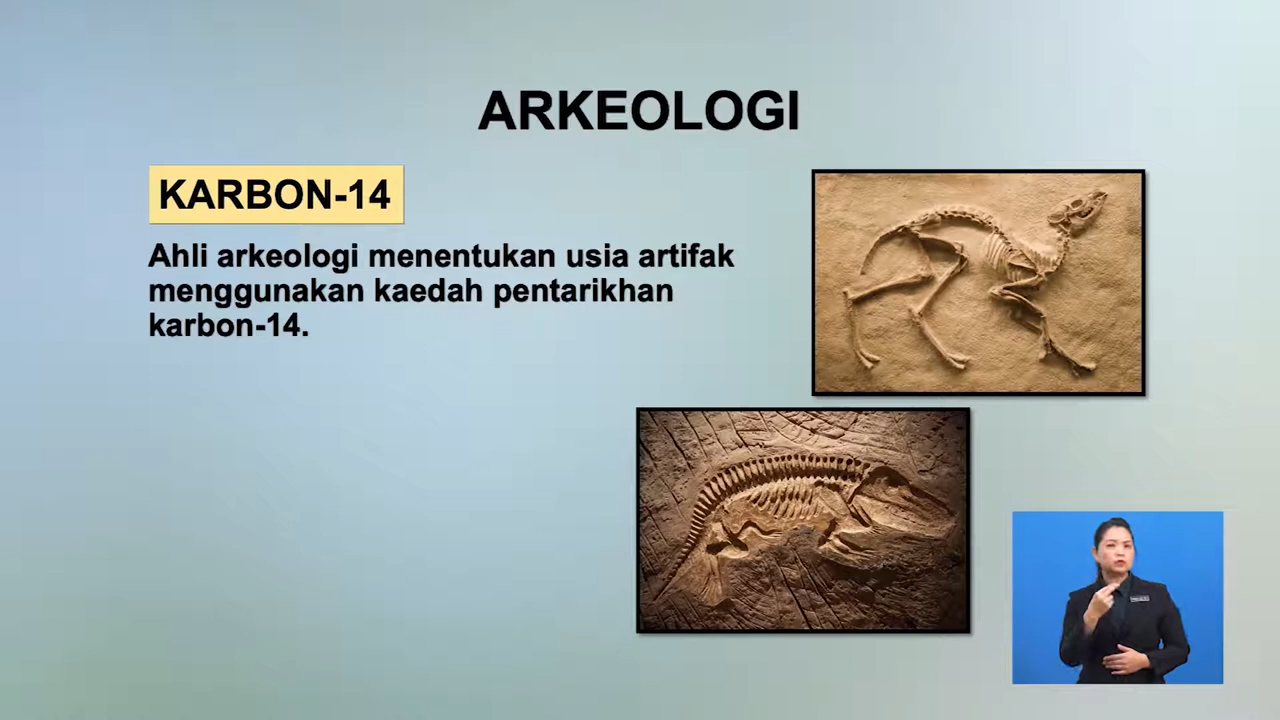 ARKEOLOGI
KARBON-14
Ahli arkeologi menentukan usia artifak
menggunakan kaedah pentarikhan
karbon-14.